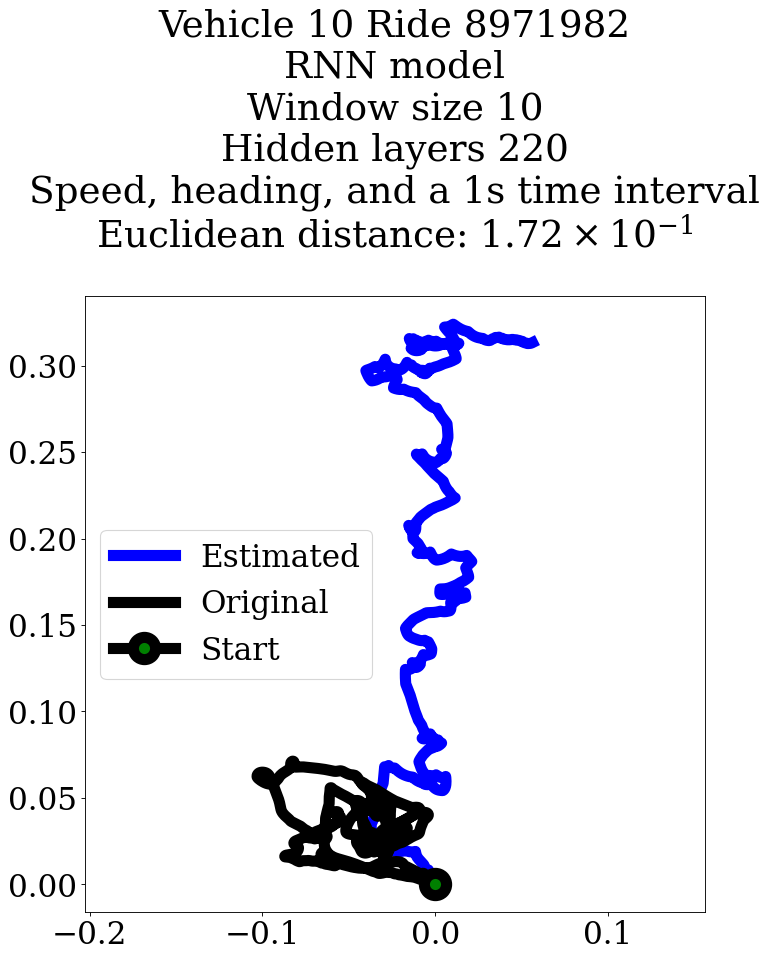 Vehicle 10 Ride 8971982
RNN model
Window size 10
Hidden layers 220
Speed, heading, and a 1s time interval
Euclidean distance: 1.72 × 10⁻¹
0.30
0.25
0.20
0.15
0.10
0.05
0.00
Estimated
Original
Start
−0.2
−0.1
0.0
0.1